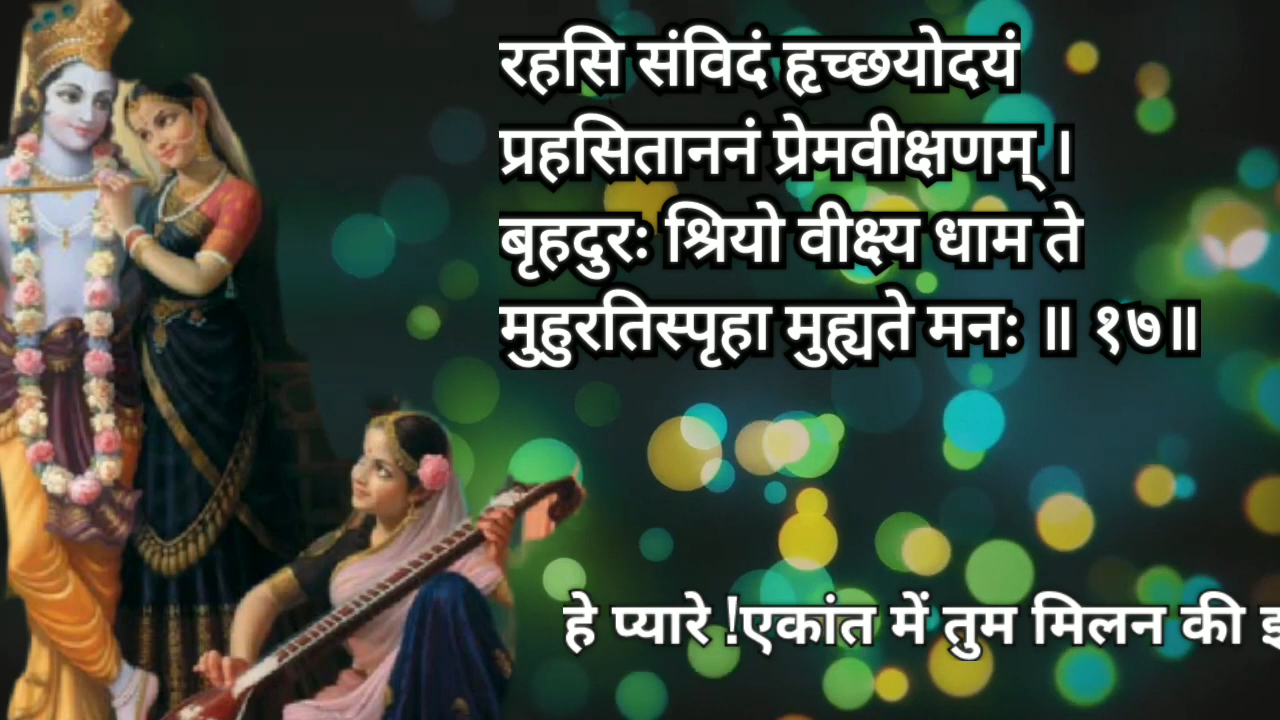 रहसि संविदं हृच्छयोदयं
प्रहसिताननं प्रेमवीक्षणम् ।
बृहदुरः श्रियो वीक्ष्य धाम ते
मुहुरतिस्पृहा मुह्यते मनः ॥ १७॥
हे प्यारे !एकांत में तुम मिलन की